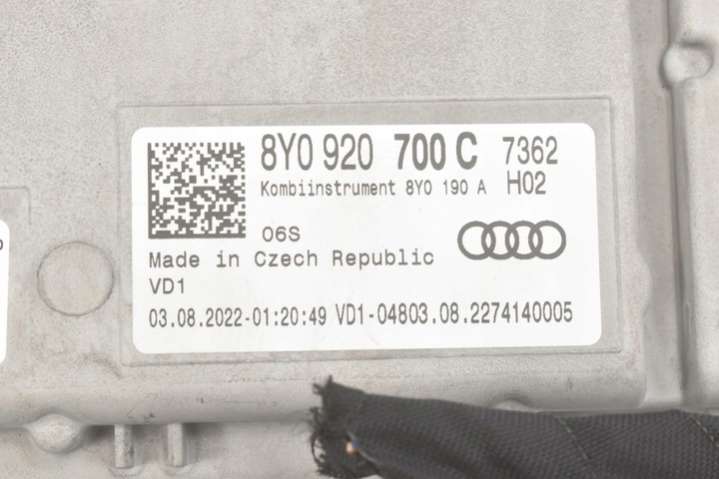 8Y0 920 700 C 7362
Kombiinstrument 8Y0 190 A H02
06S
Made in Czech Republic
VD1
03.08.2022-01:20:49 VD1-04803.08.2274140005